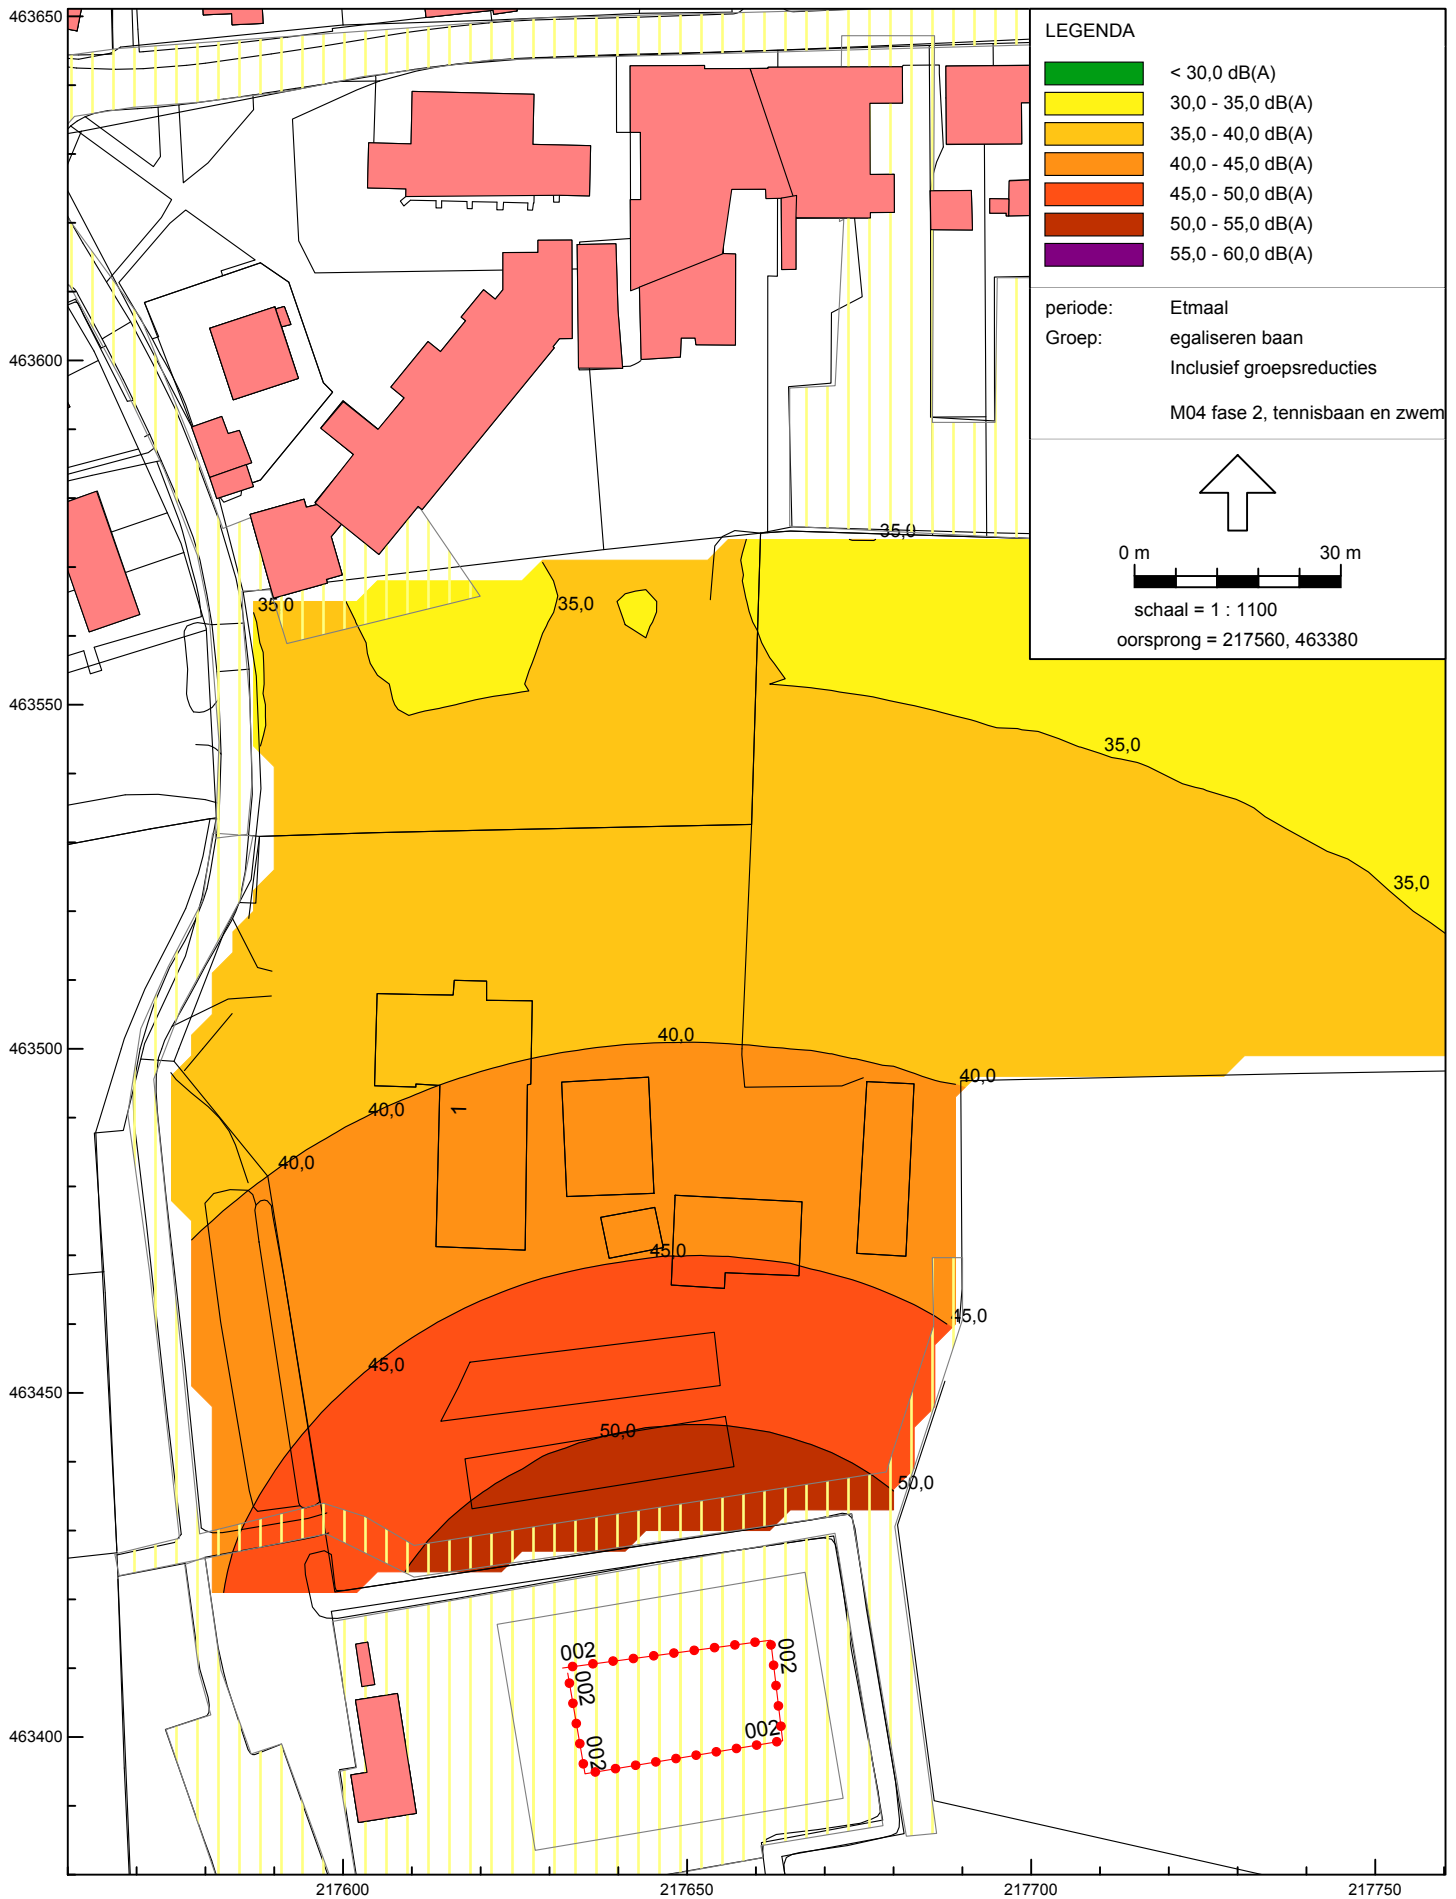 463650
LEGENDA
< 30,0 dB(A)
30,0 - 35,0 dB(A)
35,0 - 40,0 dB(A)
40,0 - 45,0 dB(A)
45,0 - 50,0 dB(A)
50,0 - 55,0 dB(A)
55,0 - 60,0 dB(A)
periode: Etmaal
Groep: egaliseren baan
Inclusief groepsreducties
M04 fase 2, tennisbaan en zwem
0 m 30 m
schaal = 1 : 1100
oorsprong = 217560, 463380
463600
35,0
35,0
35,0
463550
35,0
35,0
463500
40,0
40,0
40,0
1
40,0
45,0
45,0
45,0
463450
50,0
50,0
002
002
002
002
002
463400
217600 217650 217700 217750